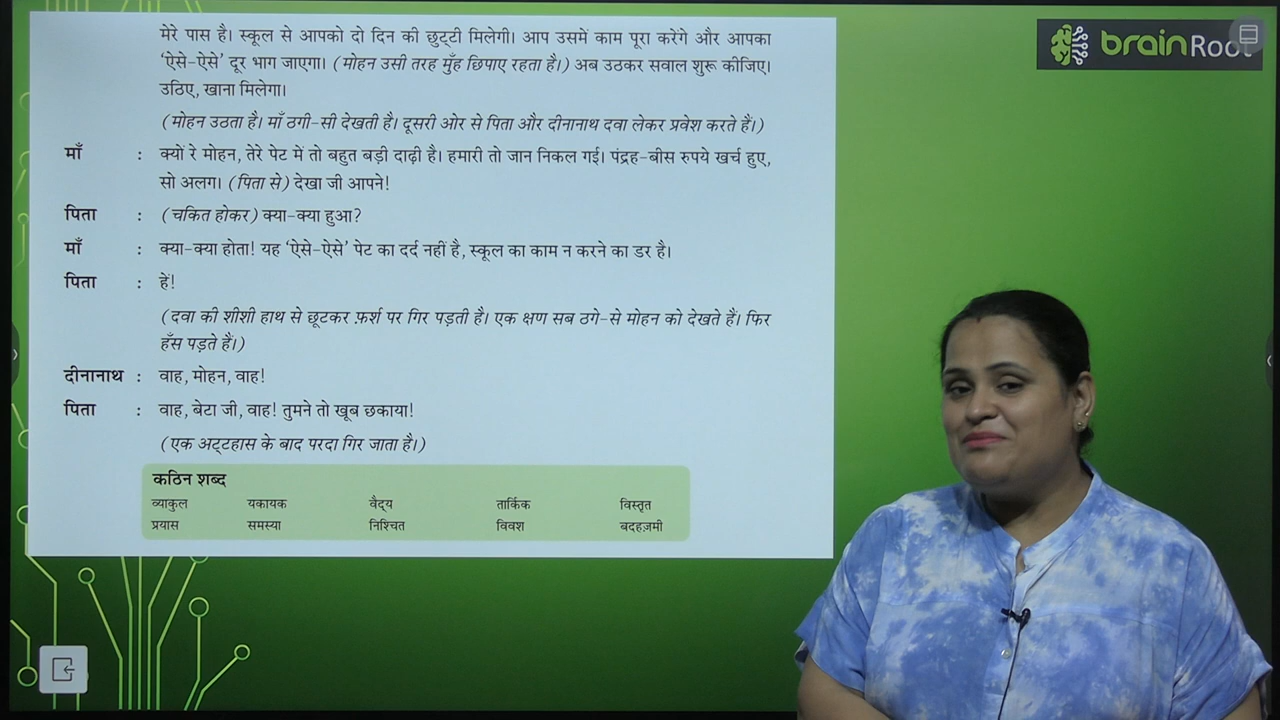 मेरे पास है। स्कूल से आपको दो दिन की छुट्टी मिलेगी। आप उसमें काम पूरा करेंगे और आपका
‘ऐसे-ऐसे’ दूर भाग जाएगा। (मोहन उसी तरह मुँह छिपाए रहता है।) अब उठकर सवाल शुरू कीजिए।
उठिए, खाना मिलेगा।
(मोहन उठता है। माँ ठगी-सी देखती है। दूसरी ओर से पिता और दीनानाथ दवा लेकर प्रवेश करते हैं।)
माँ : क्यों रे मोहन, तेरे पेट में तो बहुत बड़ी दाढ़ी है। हमारी तो जान निकल गई। पंद्रह-बीस रुपये खर्च हुए,
सो अलग। (पिता से) देखा जी आपने!
पिता : (चकित होकर) क्या-क्या हुआ?
माँ : क्या-क्या होता! यह ‘ऐसे-ऐसे’ पेट का दर्द नहीं है, स्कूल का काम न करने का डर है।
पिता : हें!
(दवा की शीशी हाथ से छूटकर फ़र्श पर गिर पड़ती है। एक क्षण सब ठगे-से मोहन को देखते हैं। फिर
हँस पड़ते हैं।)
दीनानाथ : वाह, मोहन, वाह!
पिता : वाह, बेटा जी, वाह! तुमने तो खूब छकाया!
(एक अट्टहास के बाद परदा गिर जाता है।)
कठिन शब्द
व्याकुल यकायक वैद्य तार्किक विस्तृत
प्रयास समस्या निश्चित विवश बदहज़मी
brainRoot